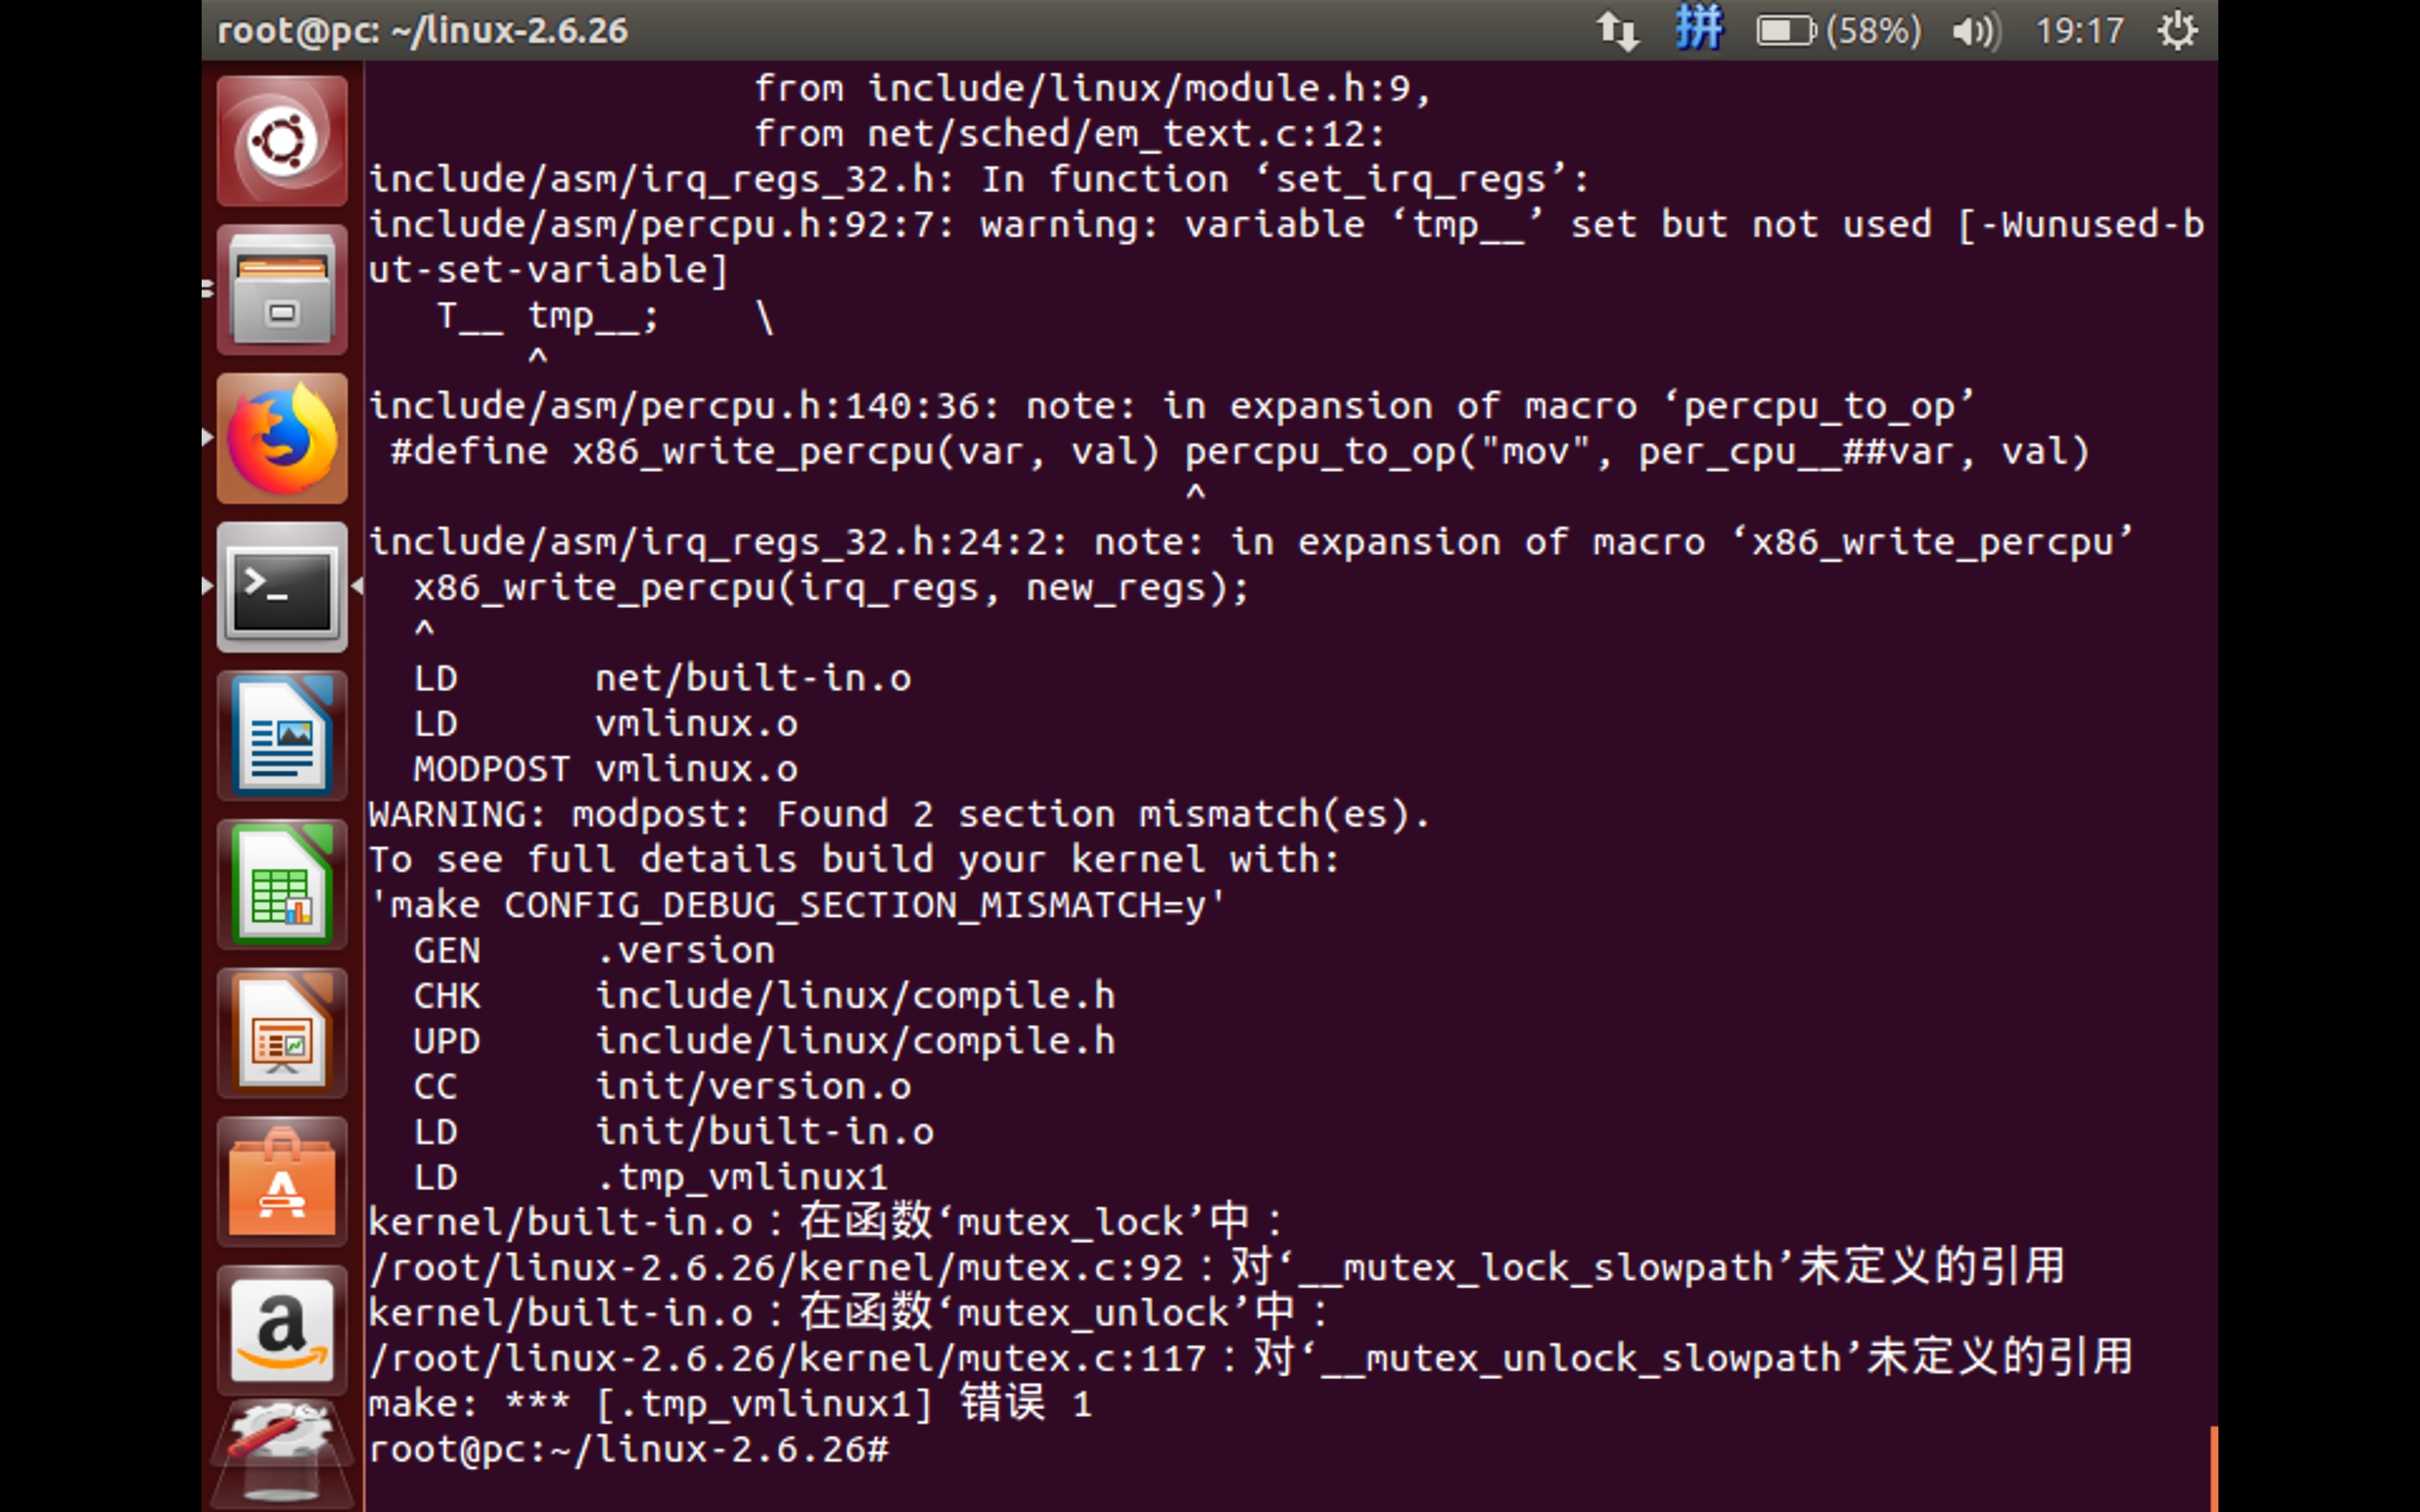 root@pc: ~/linux-2.6.26
拼
(58%)
19:17
from include/linux/module.h:9,
from net/sched/em_text.c:12:
include/asm/irq_regs_32.h: In function ‘set_irq_regs’:
include/asm/percpu.h:92:7: warning: variable ‘tmp__’ set but not used [-Wunused-b
ut-set-variable]
T__ tmp__; \
^
include/asm/percpu.h:140:36: note: in expansion of macro ‘percpu_to_op’
#define x86_write_percpu(var, val) percpu_to_op("mov", per_cpu__##var, val)
^
include/asm/irq_regs_32.h:24:2: note: in expansion of macro ‘x86_write_percpu’
x86_write_percpu(irq_regs, new_regs);
^
LD net/built-in.o
LD vmlinux.o
MODPOST vmlinux.o
WARNING: modpost: Found 2 section mismatch(es).
To see full details build your kernel with:
'make CONFIG_DEBUG_SECTION_MISMATCH=y'
GEN .version
CHK include/linux/compile.h
UPD include/linux/compile.h
CC init/version.o
LD init/built-in.o
LD .tmp_vmlinux1
kernel/built-in.o：在函数‘mutex_lock’中：
/root/linux-2.6.26/kernel/mutex.c:92：对‘__mutex_lock_slowpath’未定义的引用
kernel/built-in.o：在函数‘mutex_unlock’中：
/root/linux-2.6.26/kernel/mutex.c:117：对‘__mutex_unlock_slowpath’未定义的引用
make: *** [.tmp_vmlinux1] 错误 1
root@pc:~/linux-2.6.26#